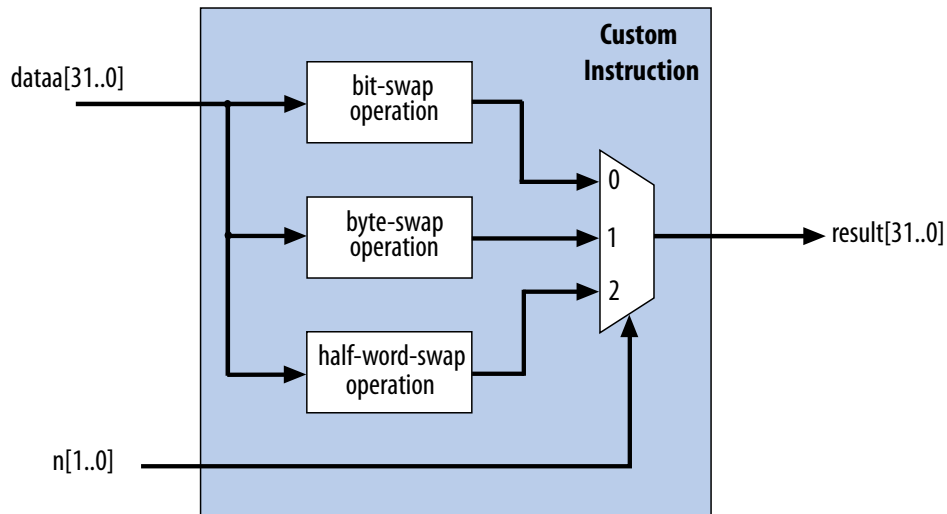 Custom
Instruction
dataa[31..0]
bit-swap
operation
0
byte-swap
operation
1
result[31..0]
2
half-word-swap
operation
n[1..0]